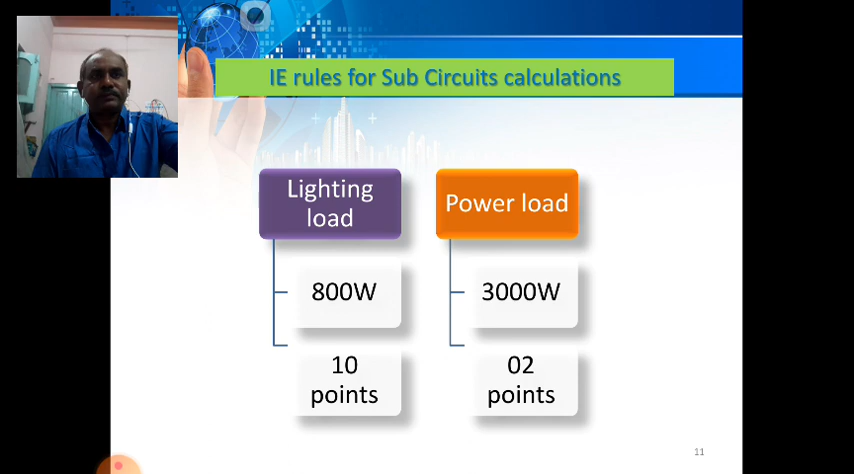 IE rules for Sub Circuits calculations
Lighting
load
Power load
800W
3000W
10
points
02
points
11